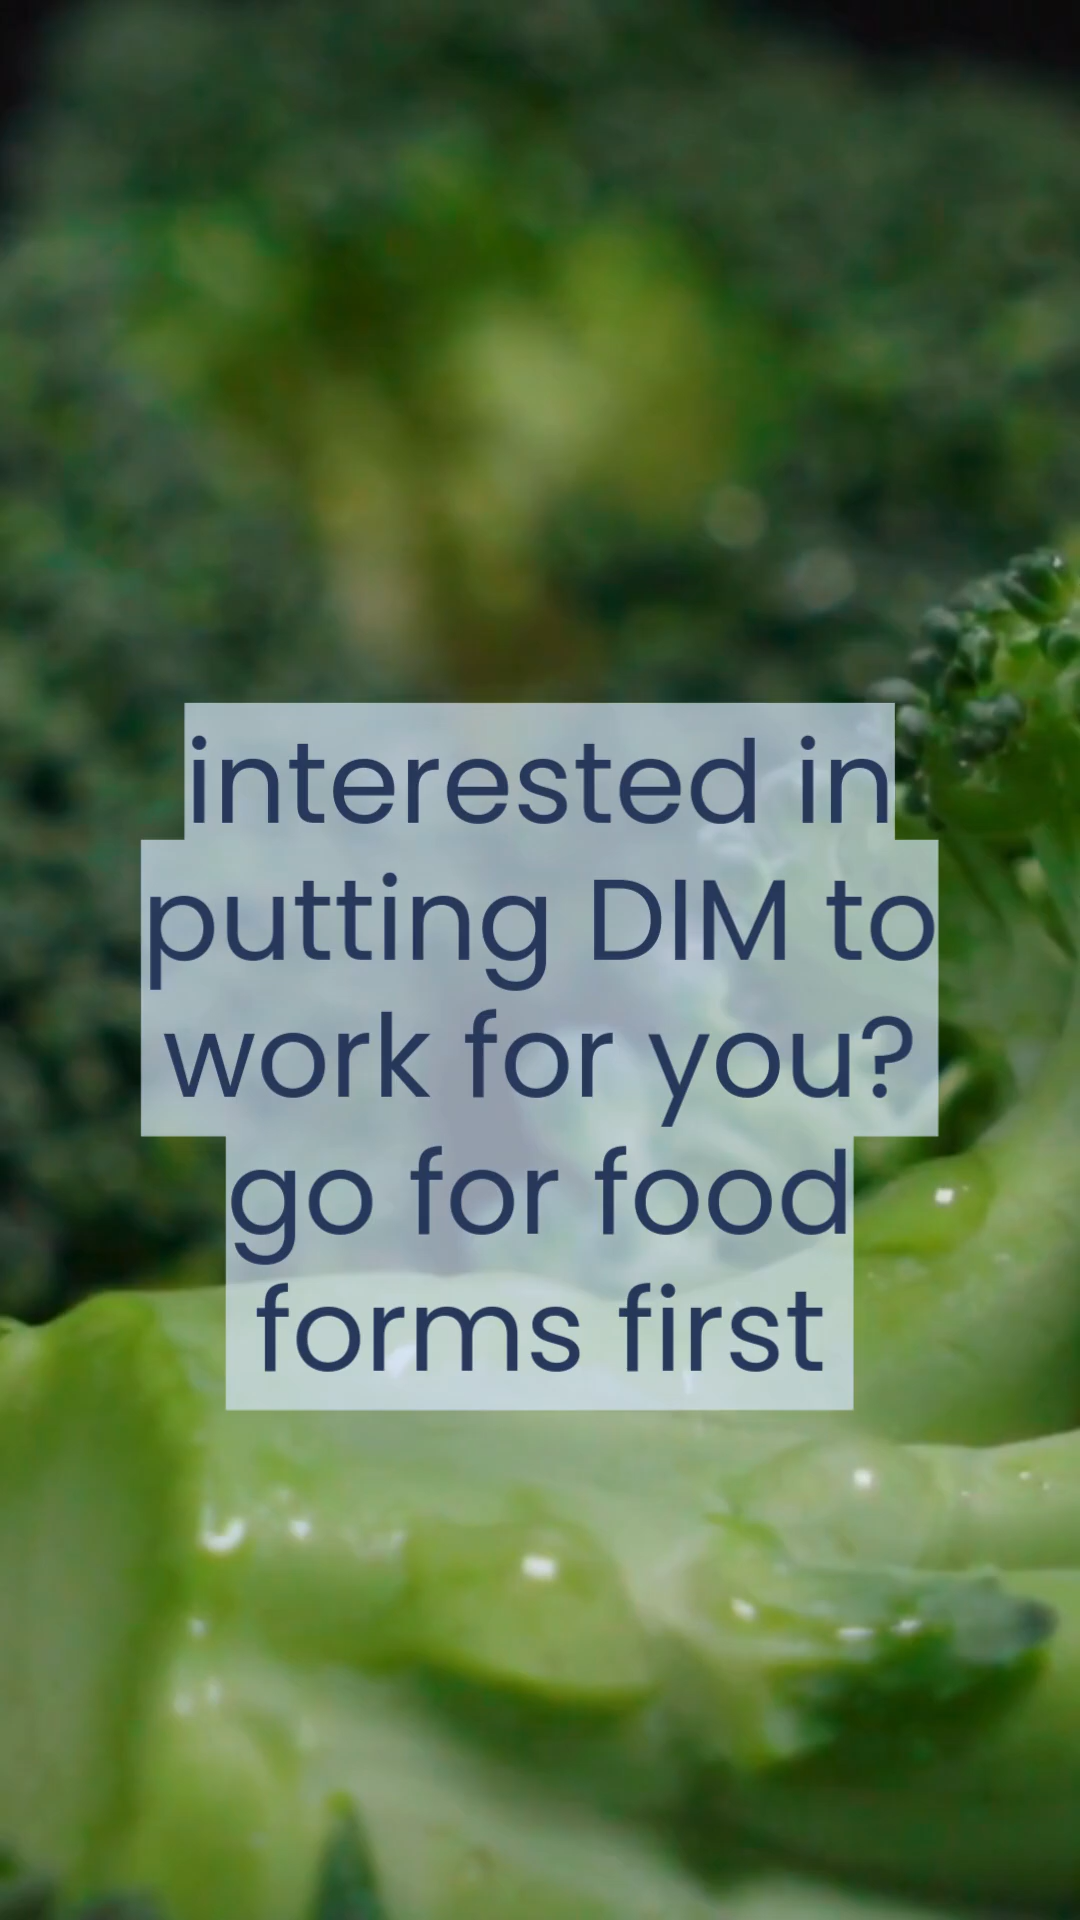 interested in
putting DIM to
work for you?
go for food
forms first